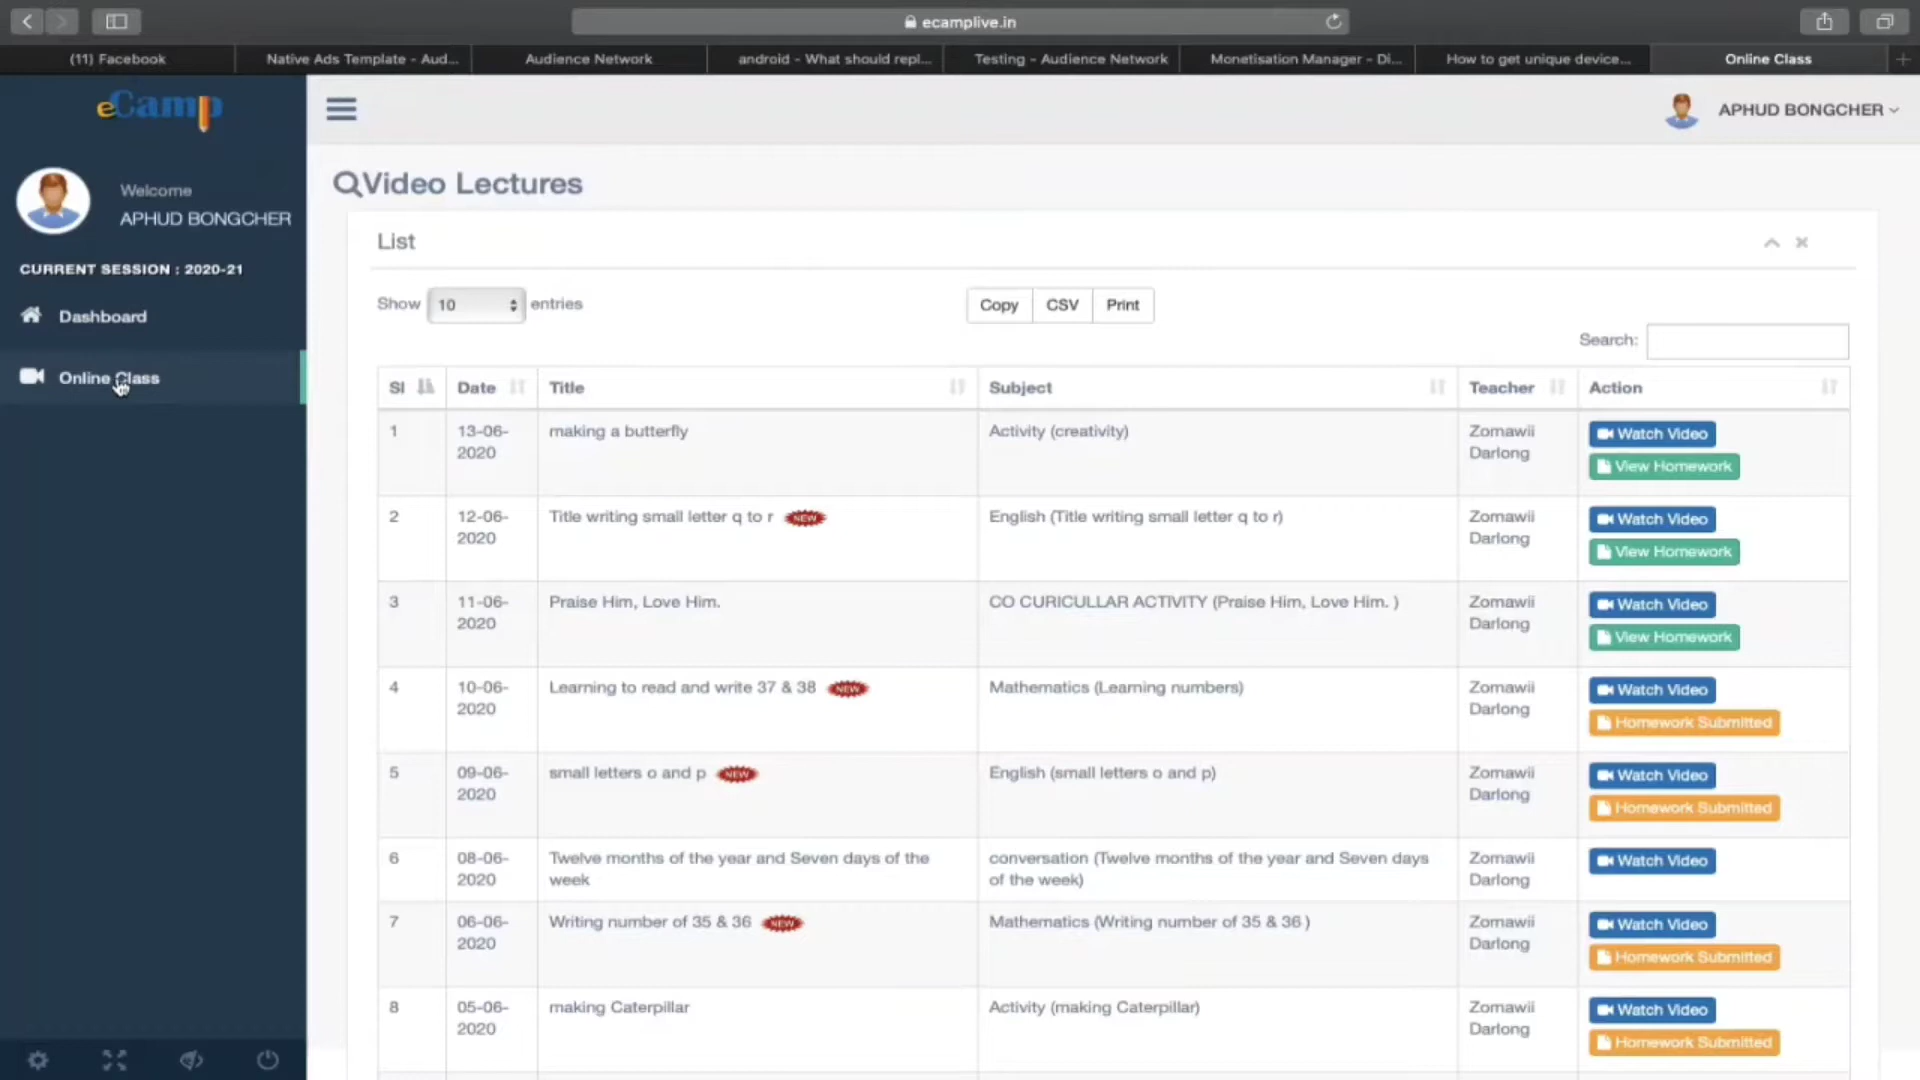 ecamplive.in
(11) Facebook
Native Ads Template - Aud...
Audience Network
android - What should repl...
Testing - Audience Network
Monetisation Manager - Di...
How to get unique device...
Online Class
eCamp
APHUD BONGCHER
Welcome
APHUD BONGCHER
CURRENT SESSION : 2020-21
Dashboard
Online Class
Video Lectures
List
Show 10 entries
Copy CSV Print
Search:
Sl Date Title Subject Teacher Action
1 13-06- making a butterfly Activity (creativity) Zomawii Watch Video
2020 Darlong View Homework
2 12-06- Title writing small letter q to r NEW English (Title writing small letter q to r) Zomawii Watch Video
2020 Darlong View Homework
3 11-06- Praise Him, Love Him. CO CURICULLAR ACTIVITY (Praise Him, Love Him. ) Zomawii Watch Video
2020 Darlong View Homework
4 10-06- Learning to read and write 37 & 38 NEW Mathematics (Learning numbers) Zomawii Watch Video
2020 Darlong Homework Submitted
5 09-06- small letters o and p NEW English (small letters o and p) Zomawii Watch Video
2020 Darlong Homework Submitted
6 08-06- Twelve months of the year and Seven days of the conversation (Twelve months of the year and Seven days Zomawii Watch Video
2020 week of the week) Darlong
7 06-06- Writing number of 35 & 36 NEW Mathematics (Writing number of 35 & 36 ) Zomawii Watch Video
2020 Darlong Homework Submitted
8 05-06- making Caterpillar Activity (making Caterpillar) Zomawii Watch Video
2020 Darlong Homework Submitted